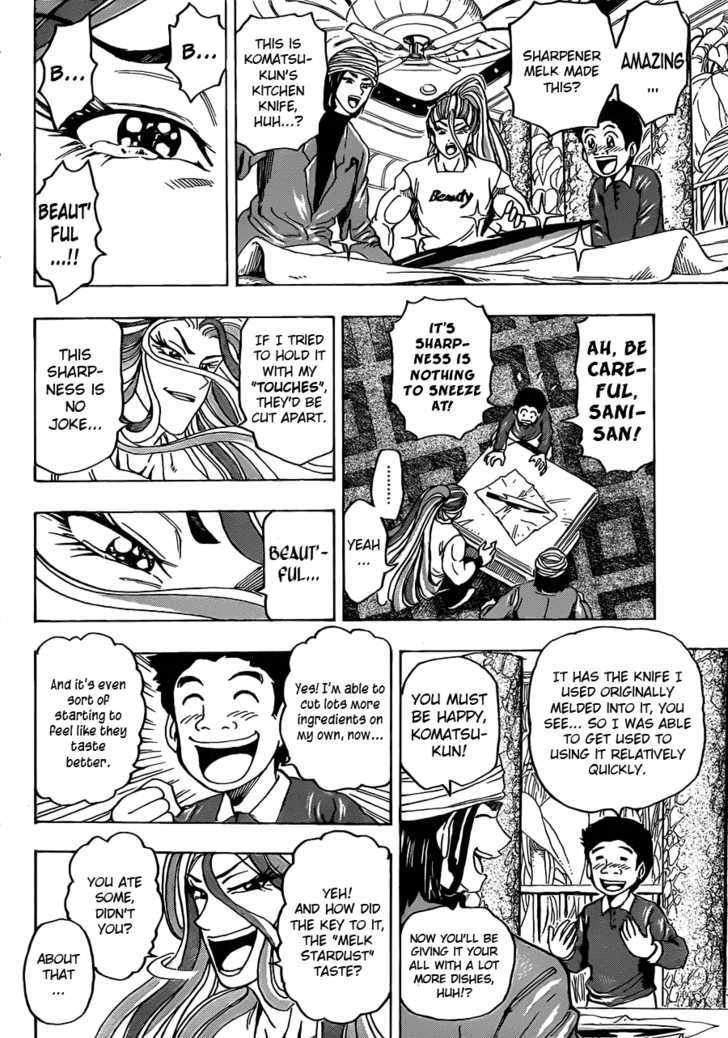 AMAZING
...
SHARPENER
MELK MADE
THIS?
THIS IS
KOMATSU-
KUN'S
KITCHEN
KNIFE,
HUH...?
Beauty
B...
B...
BEAUT'
FUL
...!!
AH, BE
CARE-
FUL,
SANI-
SAN!
IT'S
SHARP-
NESS IS
NOTHING
TO SNEEZE
AT!
........
YEAH
...
IF I TRIED
TO HOLD IT
WITH MY
"TOUCHES",
THEY'D BE
CUT APART.
THIS
SHARP-
NESS IS
NO
JOKE...
BEAUT'-
FUL...
IT HAS THE KNIFE I
USED ORIGINALLY
MELDED INTO IT, YOU
SEE... SO I WAS ABLE
TO GET USED TO
USING IT RELATIVELY
QUICKLY.
YOU MUST
BE HAPPY,
KOMATSU-
KUN!
NOW YOU'LL BE
GIVING IT YOUR
ALL WITH A LOT
MORE DISHES,
HUH!?
Yes! I'm able to
cut lots more
ingredients on
my own, now...
And it's even
sort of
starting to
feel like they
taste
better.
YEH!
AND HOW DID
THE KEY TO IT,
THE "MELK
STARDUST"
TASTE?
YOU ATE
SOME,
DIDN'T
YOU?
ABOUT
THAT
...